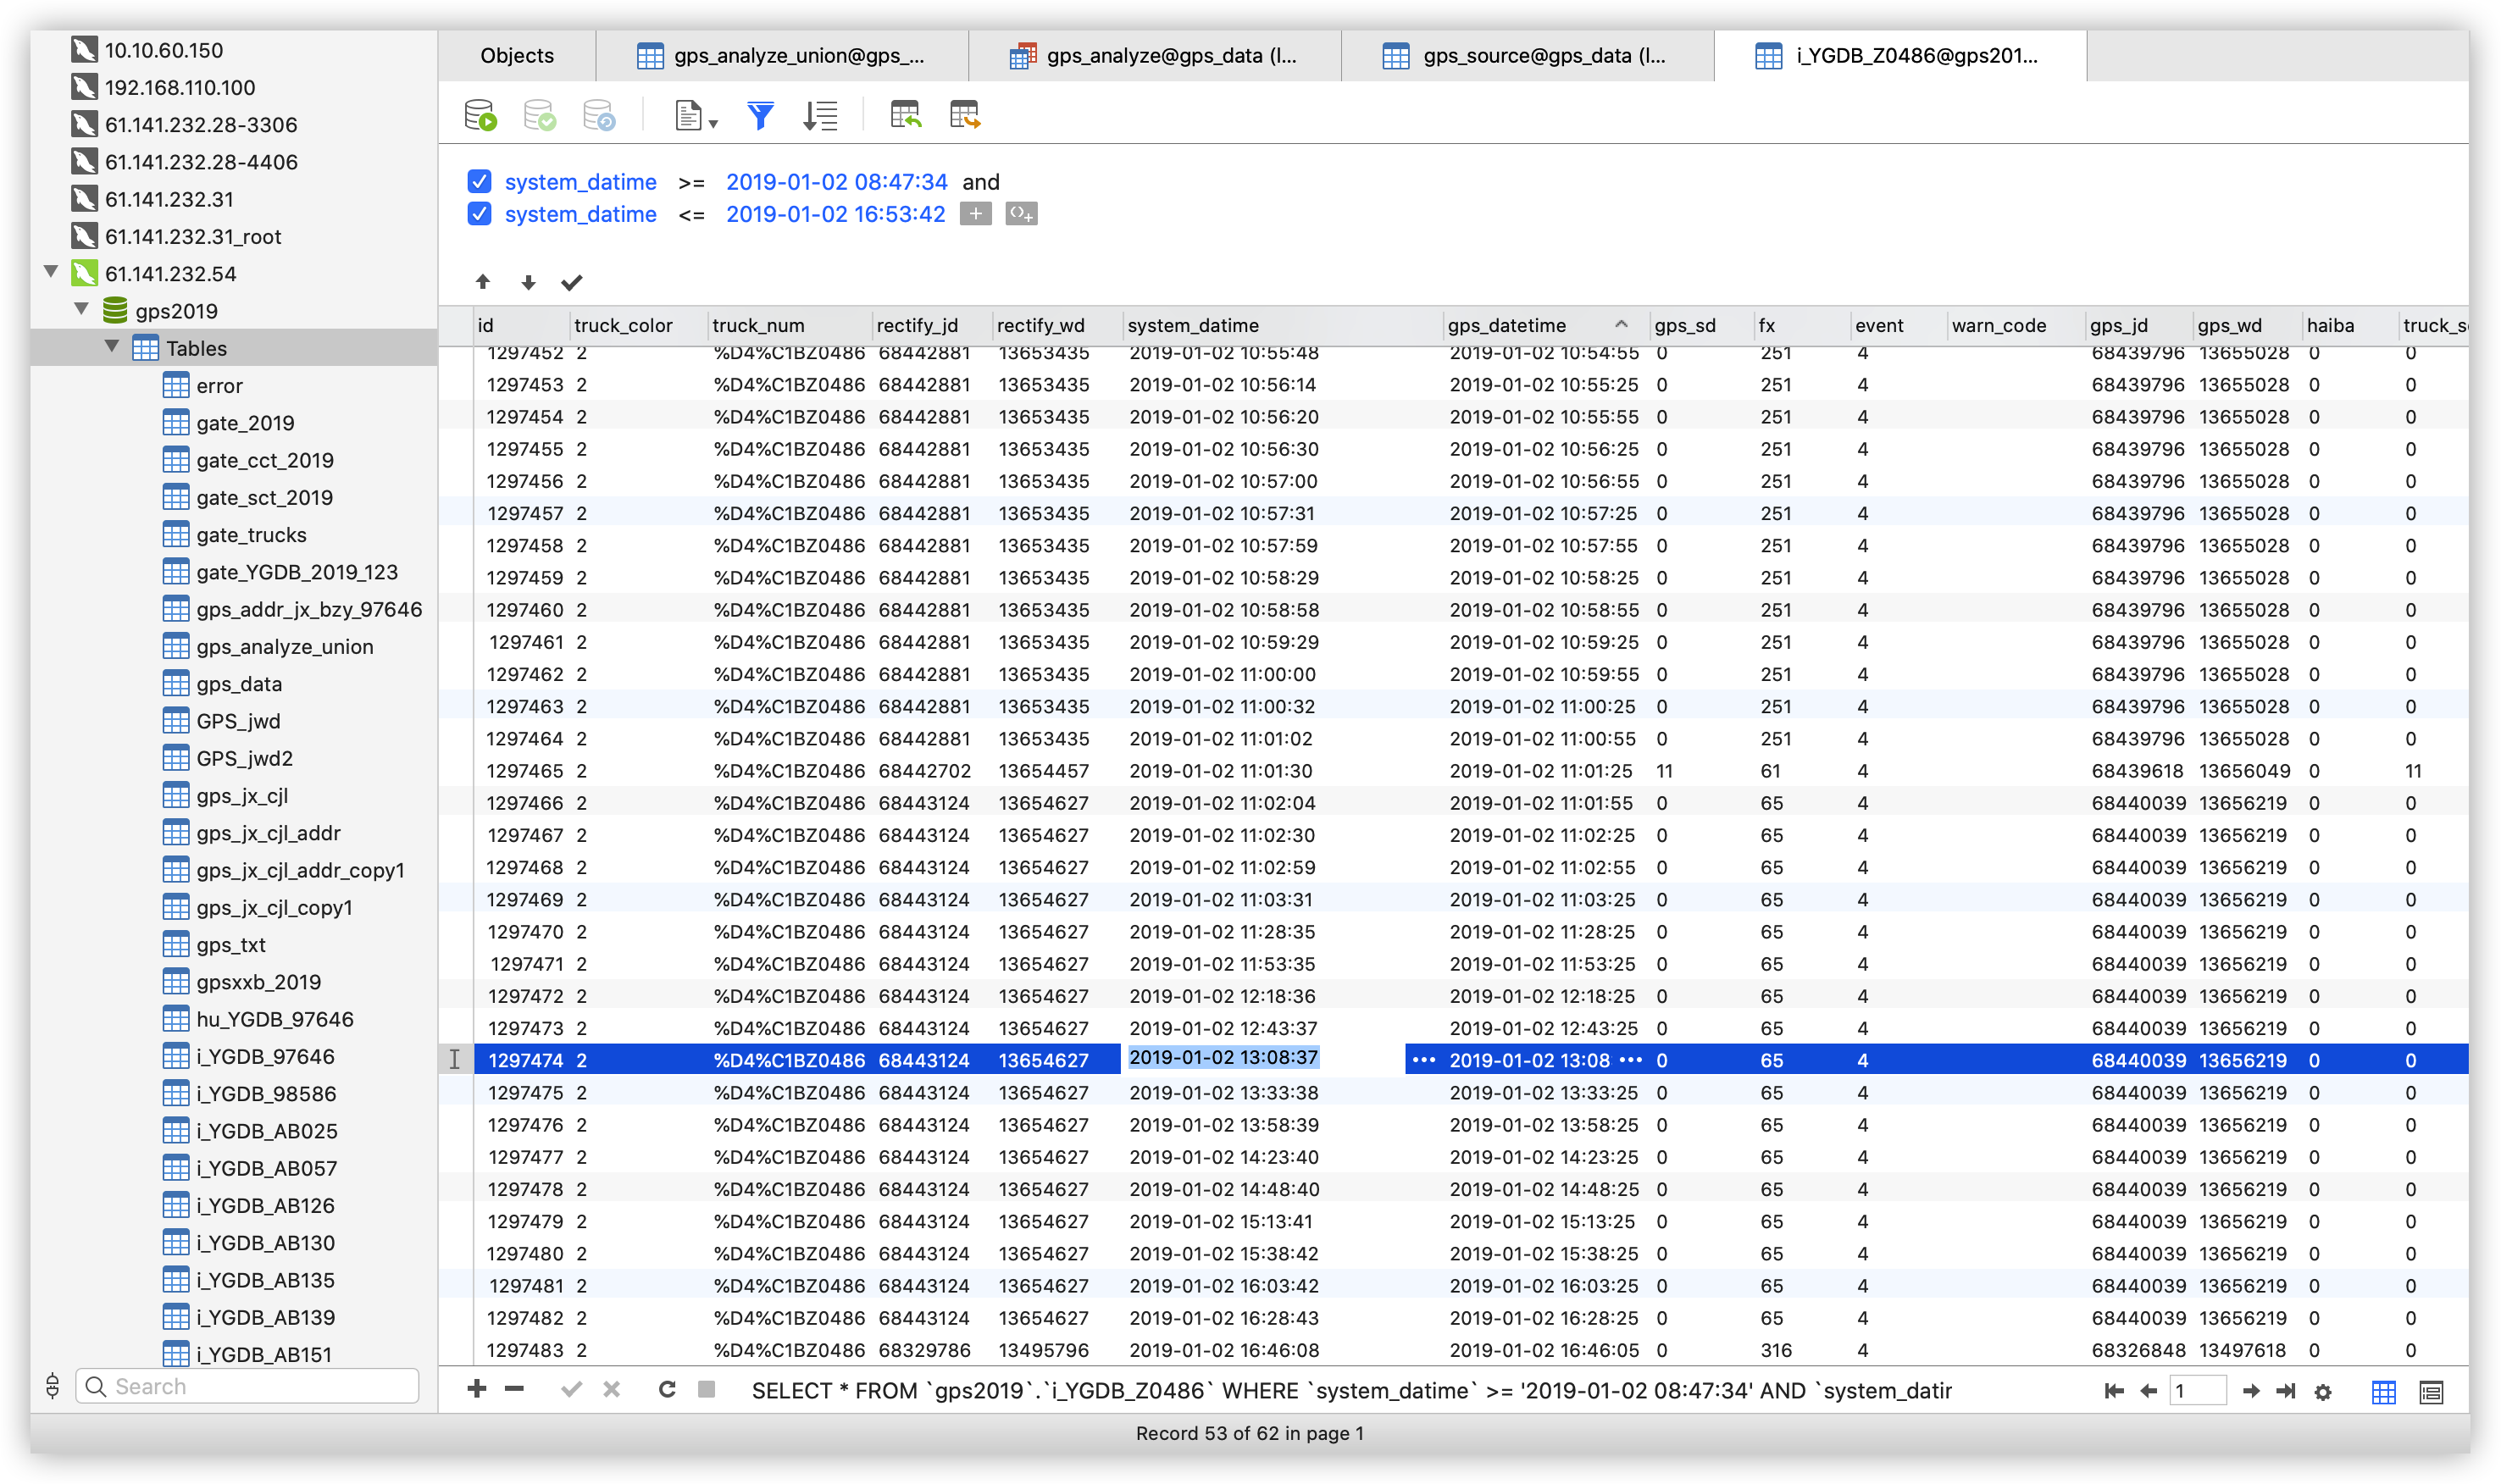 10.10.60.150
192.168.110.100
61.141.232.28-3306
61.141.232.28-4406
61.141.232.31
61.141.232.31_root
61.141.232.54
gps2019
Tables
error
gate_2019
gate_cct_2019
gate_sct_2019
gate_trucks
gate_YGDB_2019_123
gps_addr_jx_bzy_97646
gps_analyze_union
gps_data
GPS_jwd
GPS_jwd2
gps_jx_cjl
gps_jx_cjl_addr
gps_jx_cjl_addr_copy1
gps_jx_cjl_copy1
gps_txt
gpsxxb_2019
hu_YGDB_97646
i_YGDB_97646
i_YGDB_98586
i_YGDB_AB025
i_YGDB_AB057
i_YGDB_AB126
i_YGDB_AB130
i_YGDB_AB135
i_YGDB_AB139
i_YGDB_AB151
Search
Objects gps_analyze_union@gps_... gps_analyze@gps_data (l... gps_source@gps_data (l... i_YGDB_Z0486@gps201...
system_datime >= 2019-01-02 08:47:34 and
system_datime <= 2019-01-02 16:53:42
id truck_color truck_num rectify_jd rectify_wd system_datime gps_datetime gps_sd fx event warn_code gps_jd gps_wd haiba truck_s
1297452 2 %D4%C1BZ0486 68442881 13653435 2019-01-02 10:55:48 2019-01-02 10:54:55 0 251 4 68439796 13655028 0 0
1297453 2 %D4%C1BZ0486 68442881 13653435 2019-01-02 10:56:14 2019-01-02 10:55:25 0 251 4 68439796 13655028 0 0
1297454 2 %D4%C1BZ0486 68442881 13653435 2019-01-02 10:56:20 2019-01-02 10:55:55 0 251 4 68439796 13655028 0 0
1297455 2 %D4%C1BZ0486 68442881 13653435 2019-01-02 10:56:30 2019-01-02 10:56:25 0 251 4 68439796 13655028 0 0
1297456 2 %D4%C1BZ0486 68442881 13653435 2019-01-02 10:57:00 2019-01-02 10:56:55 0 251 4 68439796 13655028 0 0
1297457 2 %D4%C1BZ0486 68442881 13653435 2019-01-02 10:57:31 2019-01-02 10:57:25 0 251 4 68439796 13655028 0 0
1297458 2 %D4%C1BZ0486 68442881 13653435 2019-01-02 10:57:59 2019-01-02 10:57:55 0 251 4 68439796 13655028 0 0
1297459 2 %D4%C1BZ0486 68442881 13653435 2019-01-02 10:58:29 2019-01-02 10:58:25 0 251 4 68439796 13655028 0 0
1297460 2 %D4%C1BZ0486 68442881 13653435 2019-01-02 10:58:58 2019-01-02 10:58:55 0 251 4 68439796 13655028 0 0
1297461 2 %D4%C1BZ0486 68442881 13653435 2019-01-02 10:59:29 2019-01-02 10:59:25 0 251 4 68439796 13655028 0 0
1297462 2 %D4%C1BZ0486 68442881 13653435 2019-01-02 11:00:00 2019-01-02 10:59:55 0 251 4 68439796 13655028 0 0
1297463 2 %D4%C1BZ0486 68442881 13653435 2019-01-02 11:00:32 2019-01-02 11:00:25 0 251 4 68439796 13655028 0 0
1297464 2 %D4%C1BZ0486 68442881 13653435 2019-01-02 11:01:02 2019-01-02 11:00:55 0 251 4 68439796 13655028 0 0
1297465 2 %D4%C1BZ0486 68442702 13654457 2019-01-02 11:01:30 2019-01-02 11:01:25 11 61 4 68439618 13656049 0 11
1297466 2 %D4%C1BZ0486 68443124 13654627 2019-01-02 11:02:04 2019-01-02 11:01:55 0 65 4 68440039 13656219 0 0
1297467 2 %D4%C1BZ0486 68443124 13654627 2019-01-02 11:02:30 2019-01-02 11:02:25 0 65 4 68440039 13656219 0 0
1297468 2 %D4%C1BZ0486 68443124 13654627 2019-01-02 11:02:59 2019-01-02 11:02:55 0 65 4 68440039 13656219 0 0
1297469 2 %D4%C1BZ0486 68443124 13654627 2019-01-02 11:03:31 2019-01-02 11:03:25 0 65 4 68440039 13656219 0 0
1297470 2 %D4%C1BZ0486 68443124 13654627 2019-01-02 11:28:35 2019-01-02 11:28:25 0 65 4 68440039 13656219 0 0
1297471 2 %D4%C1BZ0486 68443124 13654627 2019-01-02 11:53:35 2019-01-02 11:53:25 0 65 4 68440039 13656219 0 0
1297472 2 %D4%C1BZ0486 68443124 13654627 2019-01-02 12:18:36 2019-01-02 12:18:25 0 65 4 68440039 13656219 0 0
1297473 2 %D4%C1BZ0486 68443124 13654627 2019-01-02 12:43:37 2019-01-02 12:43:25 0 65 4 68440039 13656219 0 0
1297474 2 %D4%C1BZ0486 68443124 13654627 2019-01-02 13:08:37 ••• 2019-01-02 13:08 ••• 0 65 4 68440039 13656219 0 0
1297475 2 %D4%C1BZ0486 68443124 13654627 2019-01-02 13:33:38 2019-01-02 13:33:25 0 65 4 68440039 13656219 0 0
1297476 2 %D4%C1BZ0486 68443124 13654627 2019-01-02 13:58:39 2019-01-02 13:58:25 0 65 4 68440039 13656219 0 0
1297477 2 %D4%C1BZ0486 68443124 13654627 2019-01-02 14:23:40 2019-01-02 14:23:25 0 65 4 68440039 13656219 0 0
1297478 2 %D4%C1BZ0486 68443124 13654627 2019-01-02 14:48:40 2019-01-02 14:48:25 0 65 4 68440039 13656219 0 0
1297479 2 %D4%C1BZ0486 68443124 13654627 2019-01-02 15:13:41 2019-01-02 15:13:25 0 65 4 68440039 13656219 0 0
1297480 2 %D4%C1BZ0486 68443124 13654627 2019-01-02 15:38:42 2019-01-02 15:38:25 0 65 4 68440039 13656219 0 0
1297481 2 %D4%C1BZ0486 68443124 13654627 2019-01-02 16:03:42 2019-01-02 16:03:25 0 65 4 68440039 13656219 0 0
1297482 2 %D4%C1BZ0486 68443124 13654627 2019-01-02 16:28:43 2019-01-02 16:28:25 0 65 4 68440039 13656219 0 0
1297483 2 %D4%C1BZ0486 68329786 13495796 2019-01-02 16:46:08 2019-01-02 16:46:05 0 316 4 68326848 13497618 0 0
SELECT * FROM `gps2019`.`i_YGDB_Z0486` WHERE `system_datime` >= '2019-01-02 08:47:34' AND `system_datir 1
Record 53 of 62 in page 1